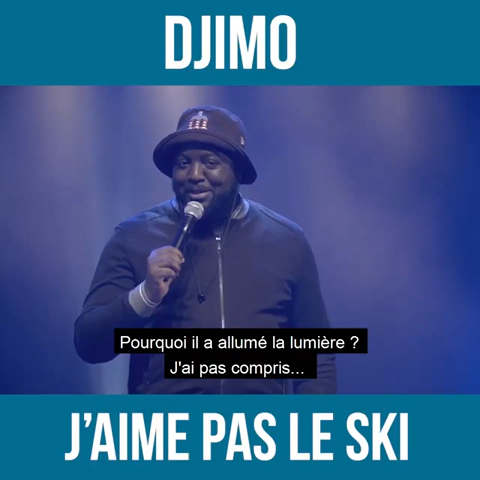 DJIMO
Pourquoi il a allumé la lumière ?
J'ai pas compris...
J'AIME PAS LE SKI